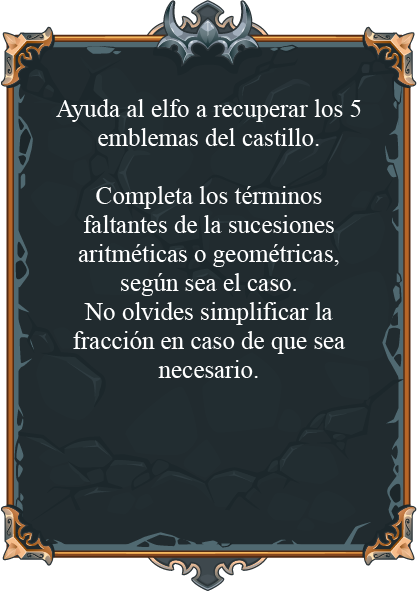 Ayuda al elfo a recuperar los 5
emblemas del castillo.
Completa los términos
faltantes de la sucesiones
aritméticas o geométricas,
según sea el caso.
No olvides simplificar la
fracción en caso de que sea
necesario.